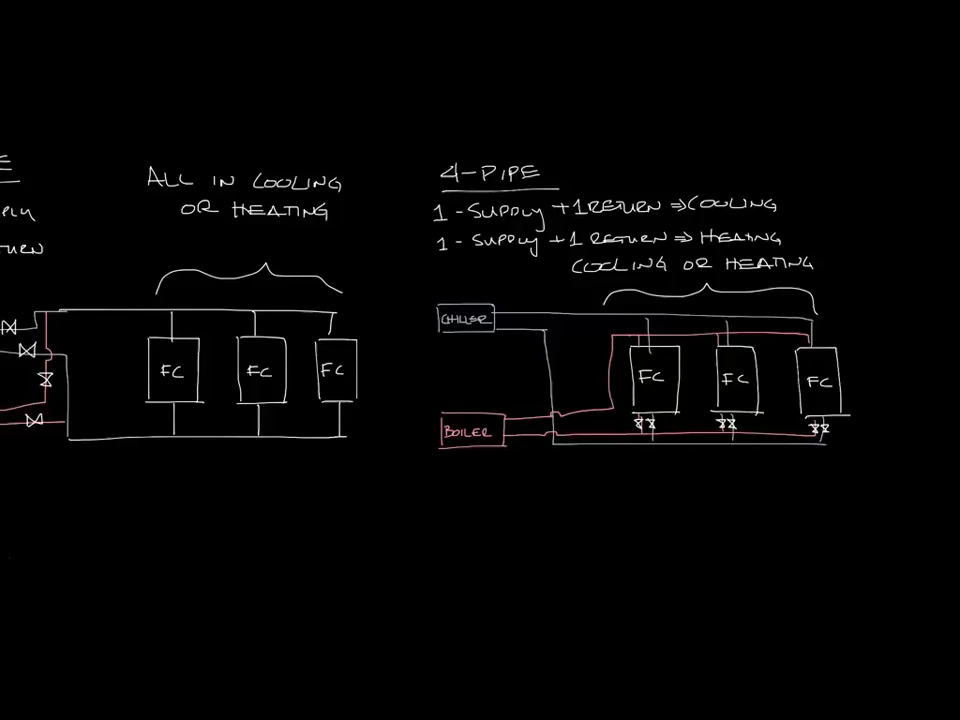 ALL IN COOLING
OR HEATING
FC
FC
FC
4-PIPE
1-SUPPLY + 1 RETURN ⇒ COOLING
1-SUPPLY + 1 RETURN ⇒ HEATING
COOLING OR HEATING
CHILLER
FC
FC
FC
BOILER